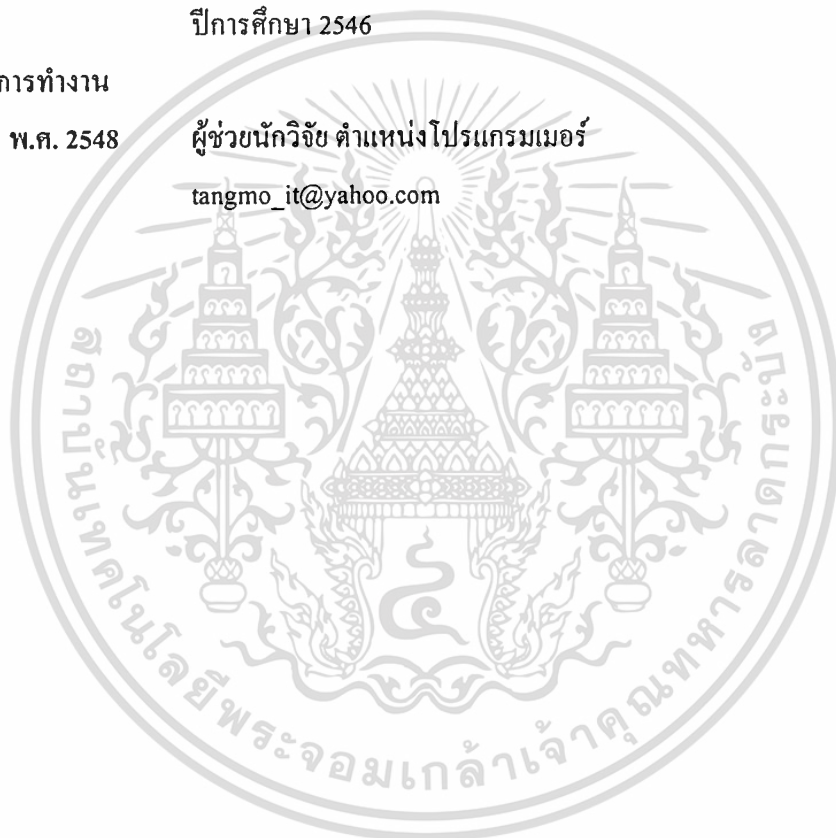 ปีการศึกษา 2546
การทำงาน
พ.ศ. 2548 ผู้ช่วยนักวิจัย ตำแหน่งโปรแกรมเมอร์
tangmo_it@yahoo.com
สถาบันเทคโนโลยีพระจอมเกล้าเจ้าคุณทหารลาดกระบัง